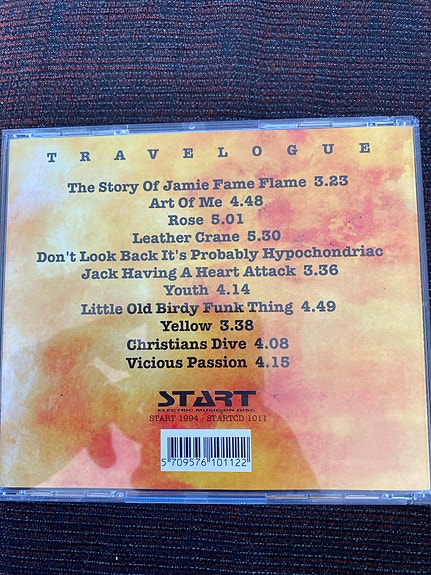 TRAVELOGUE
The Story Of Jamie Fame Flame 3.23
Art Of Me 4.48
Rose 5.01
Leather Crane 5.30
Don't Look Back It's Probably Hypochondriac
Jack Having A Heart Attack 3.36
Youth 4.14
Little Old Birdy Funk Thing 4.49
Yellow 3.38
Christians Dive 4.08
Vicious Passion 4.15
START
ELECTRIC MUSIC ON DISC
START 1994 - STARTCD 1011
5 709576 101122